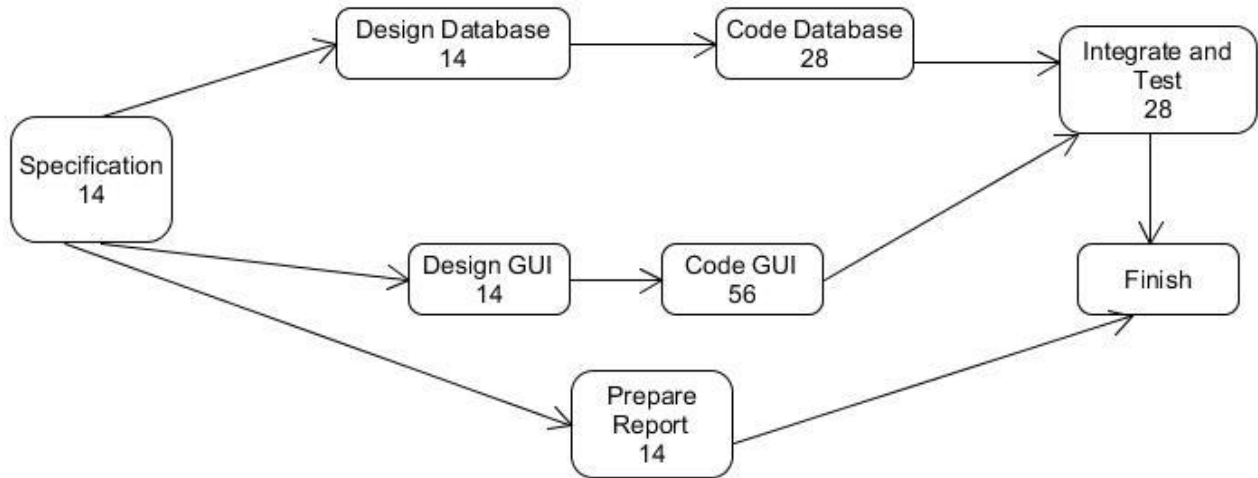 Design Database
14
Code Database
28
Integrate and
Test
28
Specification
14
Design GUI
14
Code GUI
56
Finish
Prepare
Report
14